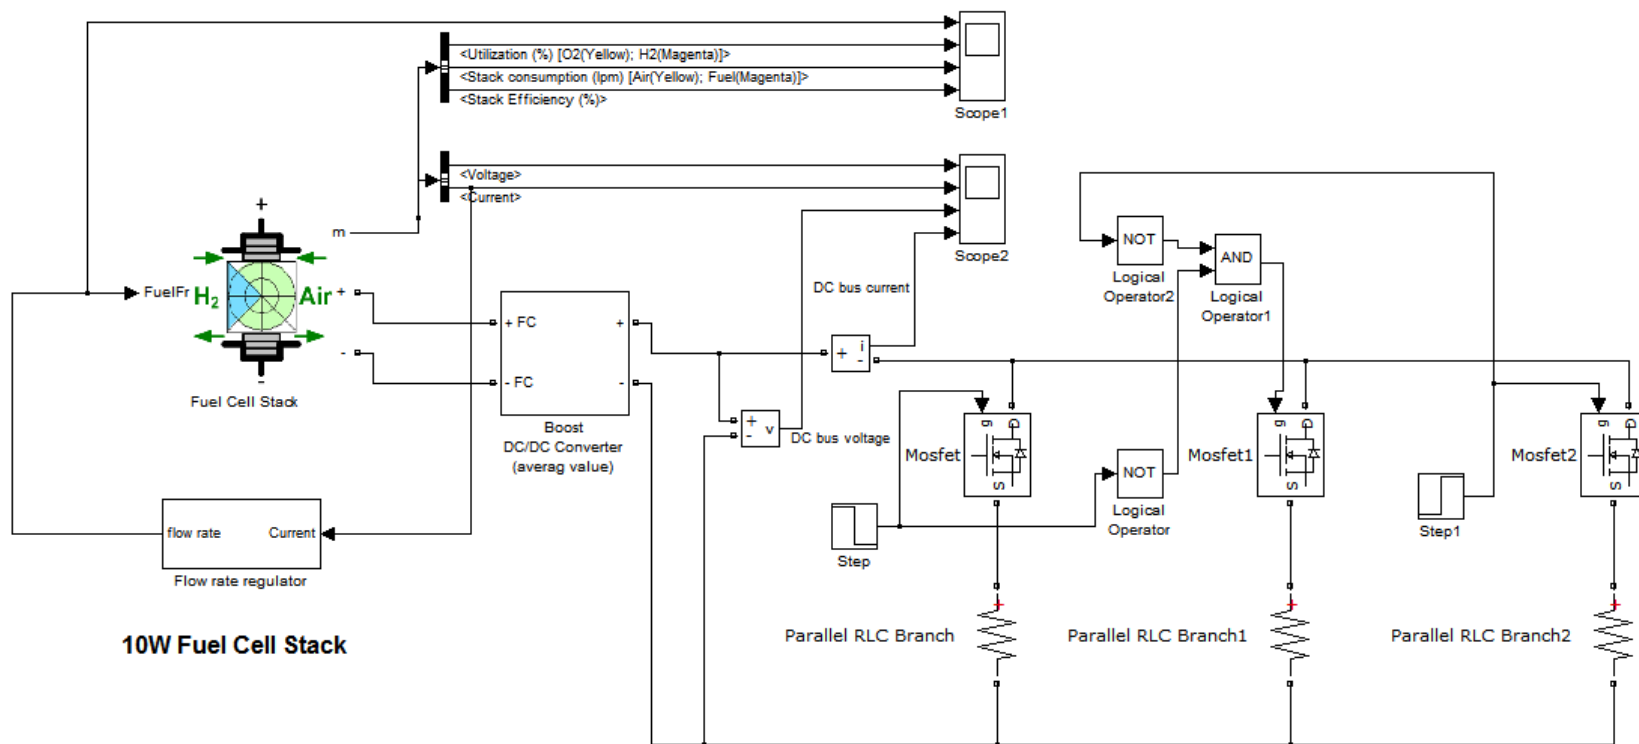 <Utilization (%) [O2(Yellow); H2(Magenta)]>
<Stack consumption (lpm) [Air(Yellow); Fuel(Magenta)]>
<Stack Efficiency (%)>
Scope1
<Voltage>
<Current>
Scope2
+
m
FuelFr
H2
Air
+
-
-
Fuel Cell Stack
+ FC
- FC
+
-
Boost
DC/DC Converter
(averag value)
DC bus current
+
i
-
+
-
v
DC bus voltage
NOT
Logical
Operator2
AND
Logical
Operator1
g
D
S
Mosfet
g
D
S
Mosfet1
g
D
S
Mosfet2
NOT
Logical
Operator
Step
Step1
flow rate
Current
Flow rate regulator
10W Fuel Cell Stack
+
Parallel RLC Branch
+
Parallel RLC Branch1
+
Parallel RLC Branch2